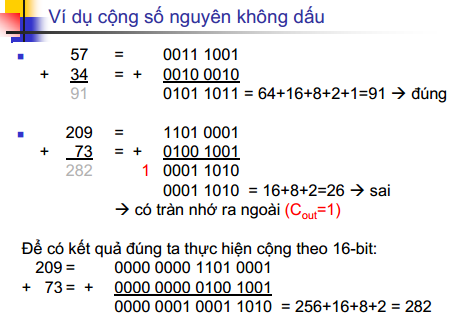 Ví dụ cộng số nguyên không dấu
57 = 0011 1001
+ 34 = + 0010 0010
91 0101 1011 = 64+16+8+2+1=91 → đúng
209 = 1101 0001
+ 73 = + 0100 1001
282 1 0001 1010
0001 1010 = 16+8+2=26 → sai
→ có tràn nhớ ra ngoài (Cout=1)
Để có kết quả đúng ta thực hiện cộng theo 16-bit:
209 = 0000 0000 1101 0001
+ 73 = + 0000 0000 0100 1001
0000 0001 0001 1010 = 256+16+8+2 = 282